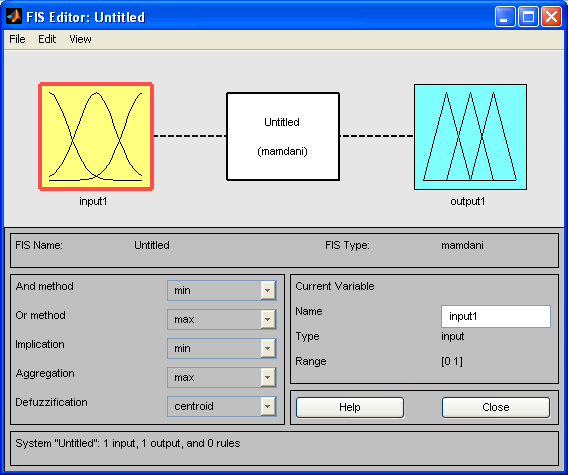 FIS Editor: Untitled
File Edit View
Untitled
(mamdani)
input1
output1
FIS Name: Untitled FIS Type: mamdani
And method min
Or method max
Implication min
Aggregation max
Defuzzification centroid
Current Variable
Name input1
Type input
Range [0 1]
Help Close
System "Untitled": 1 input, 1 output, and 0 rules